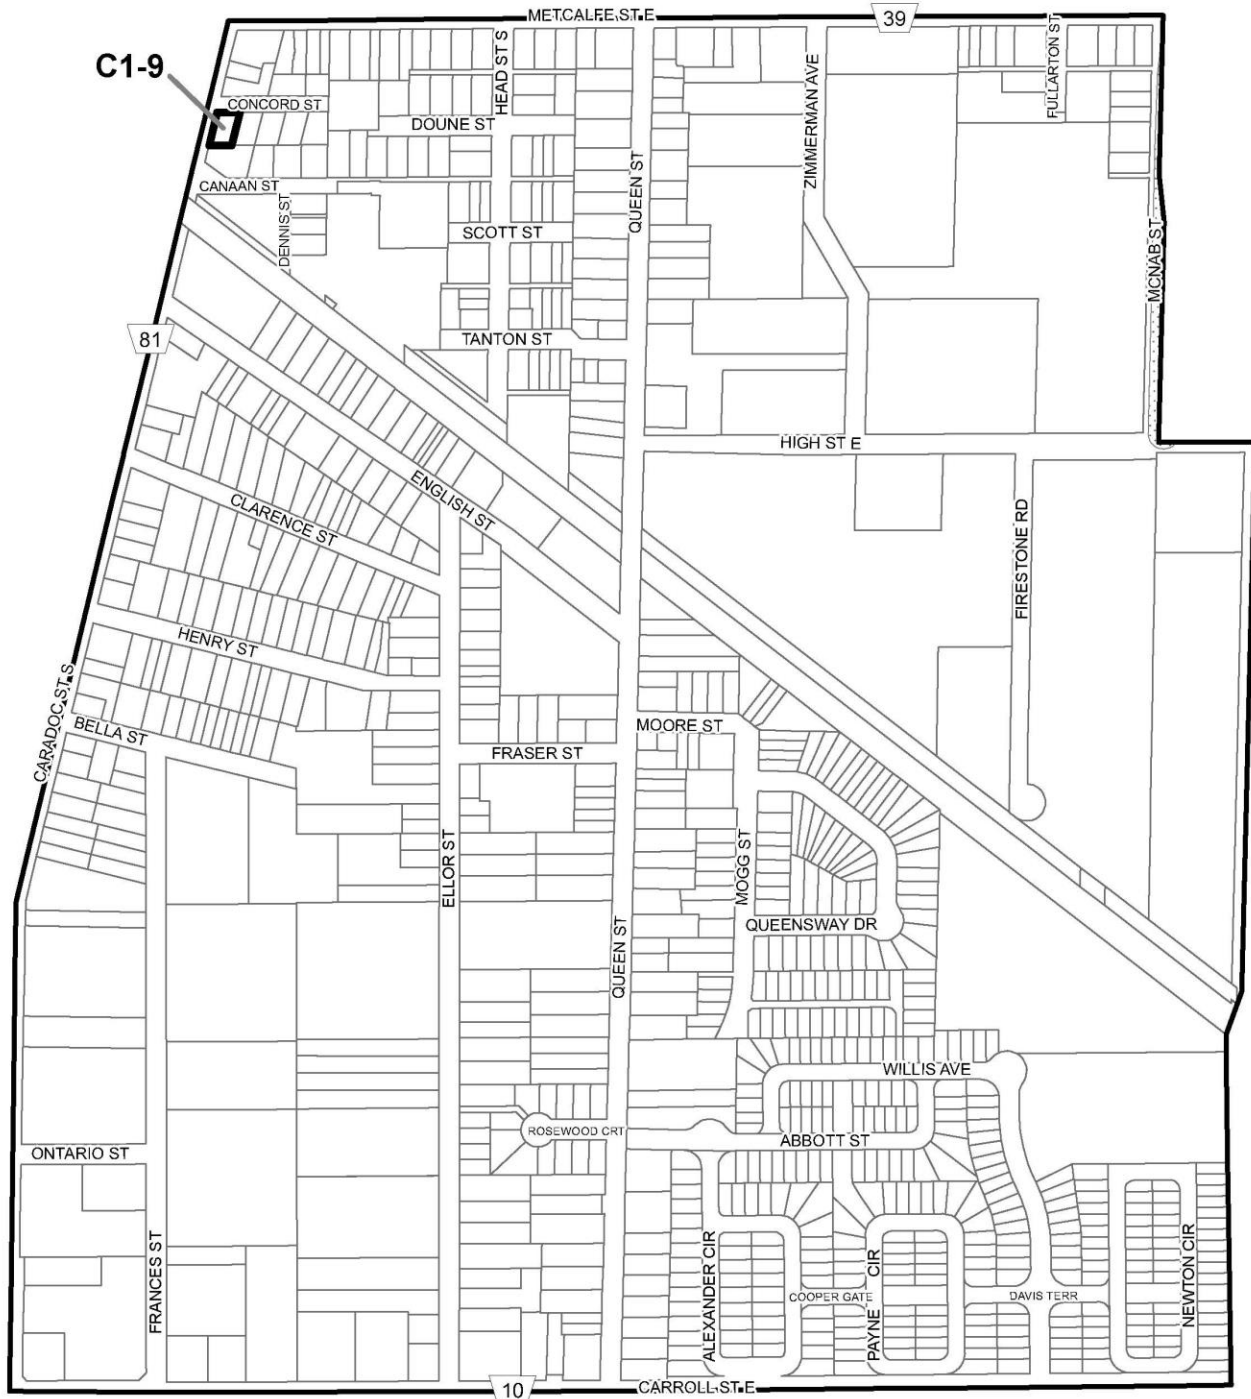 METCALFE ST E
39
C1-9
CONCORD ST
HEAD ST S
DOUNE ST
FULLARTON ST
ZIMMERMAN AVE
QUEEN ST
CANAAN ST
DENNIS ST
SCOTT ST
MCNAB ST
81
TANTON ST
HIGH ST E
ENGLISH ST
CLARENCE ST
FIRESTONE RD
HENRY ST
CARADOC ST S
BELLA ST
MOORE ST
FRASER ST
ELLOR ST
MOGG ST
QUEENSWAY DR
QUEEN ST
WILLIS AVE
ROSEWOOD CRT
ABBOTT ST
ONTARIO ST
FRANCES ST
ALEXANDER CIR
COOPER GATE
PAYNE CIR
DAVIS TERR
NEWTON CIR
10
CARROLL ST E